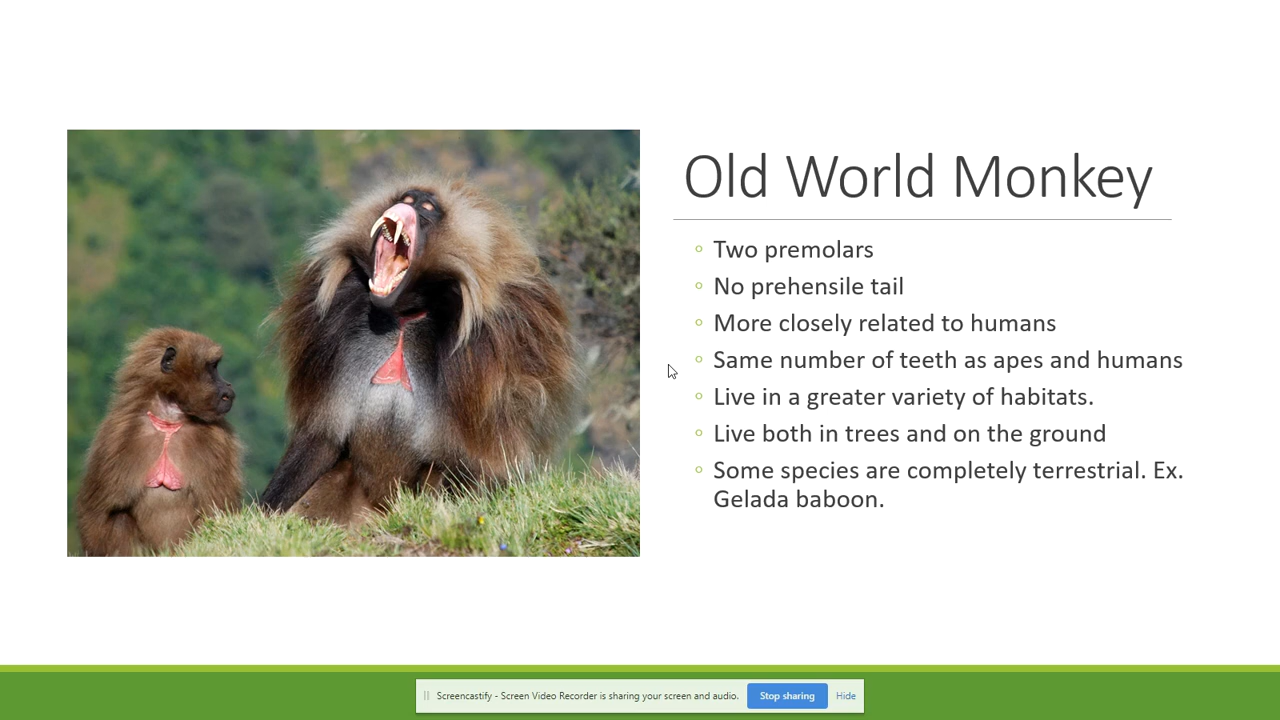 Old World Monkey
Two premolars
No prehensile tail
More closely related to humans
Same number of teeth as apes and humans
Live in a greater variety of habitats.
Live both in trees and on the ground
Some species are completely terrestrial. Ex.
Gelada baboon.
Screencastify - Screen Video Recorder is sharing your screen and audio. Stop sharing Hide